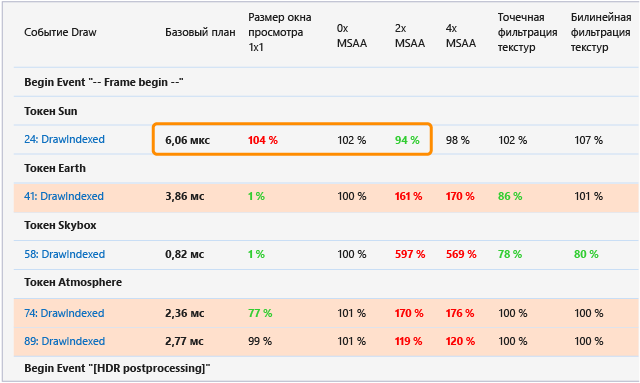 Событие Draw Базовый план Размер окна просмотра 1x1 0x MSAA 2x MSAA 4x MSAA Точечная фильтрация текстур Билинейная фильтрация текстур
Begin Event "-- Frame begin --"
Токен Sun
24: DrawIndexed 6,06 мкс 104 % 102 % 94 % 98 % 102 % 107 %
Токен Earth
41: DrawIndexed 3,86 мс 1 % 100 % 161 % 170 % 86 % 101 %
Токен Skybox
58: DrawIndexed 0,82 мс 1 % 100 % 597 % 569 % 78 % 80 %
Токен Atmosphere
74: DrawIndexed 2,36 мс 77 % 101 % 170 % 176 % 100 % 100 %
89: DrawIndexed 2,77 мс 99 % 101 % 119 % 120 % 100 % 100 %
Begin Event "[HDR postprocessing]"